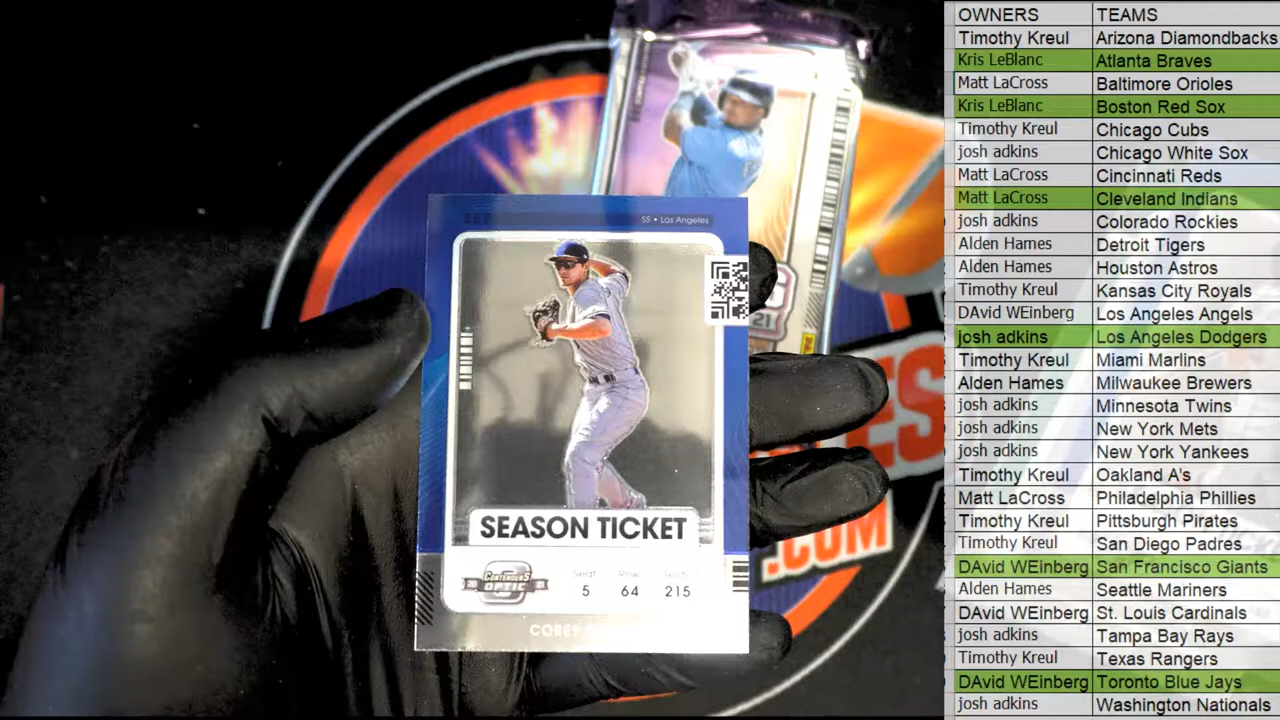 SS • Los Angeles
SEASON TICKET
CONTENDERS
OPTIC
Seat Row Section
5 64 215
COREY
21
ES
.COM
OWNERS TEAMS
Timothy Kreul Arizona Diamondbacks
Kris LeBlanc Atlanta Braves
Matt LaCross Baltimore Orioles
Kris LeBlanc Boston Red Sox
Timothy Kreul Chicago Cubs
josh adkins Chicago White Sox
Matt LaCross Cincinnati Reds
Matt LaCross Cleveland Indians
josh adkins Colorado Rockies
Alden Hames Detroit Tigers
Alden Hames Houston Astros
Timothy Kreul Kansas City Royals
DAvid WEinberg Los Angeles Angels
josh adkins Los Angeles Dodgers
Timothy Kreul Miami Marlins
Alden Hames Milwaukee Brewers
josh adkins Minnesota Twins
josh adkins New York Mets
josh adkins New York Yankees
Timothy Kreul Oakland A's
Matt LaCross Philadelphia Phillies
Timothy Kreul Pittsburgh Pirates
Timothy Kreul San Diego Padres
DAvid WEinberg San Francisco Giants
Alden Hames Seattle Mariners
DAvid WEinberg St. Louis Cardinals
josh adkins Tampa Bay Rays
Timothy Kreul Texas Rangers
DAvid WEinberg Toronto Blue Jays
josh adkins Washington Nationals